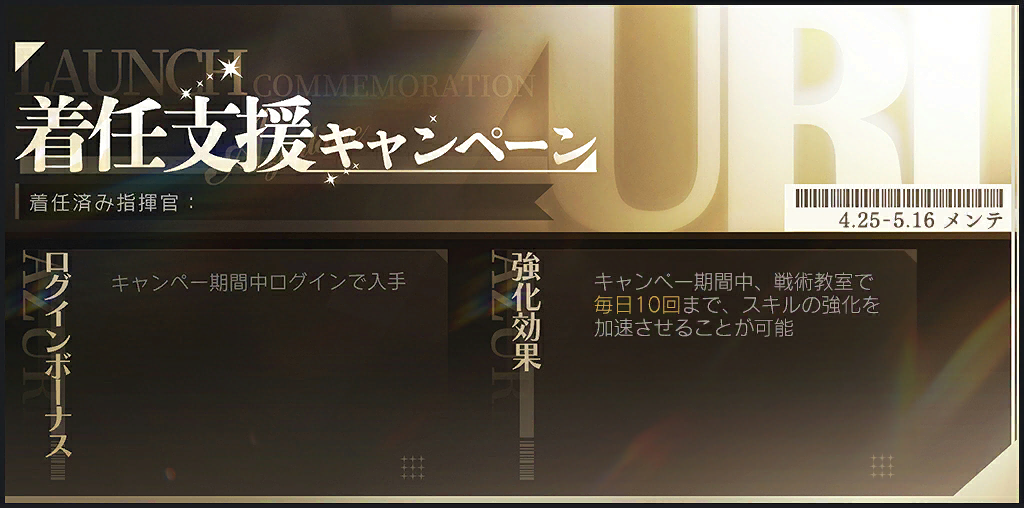 LAUNCH COMMEMORATION
着任支援キャンペーン
着任済み指揮官：
AZUR
4.25-5.16 メンテ
AZUR
ログインボーナス
キャンペー期間中ログインで入手
AZUR
強化効果
キャンペー期間中、戦術教室で
毎日10回まで、スキルの強化を
加速させることが可能